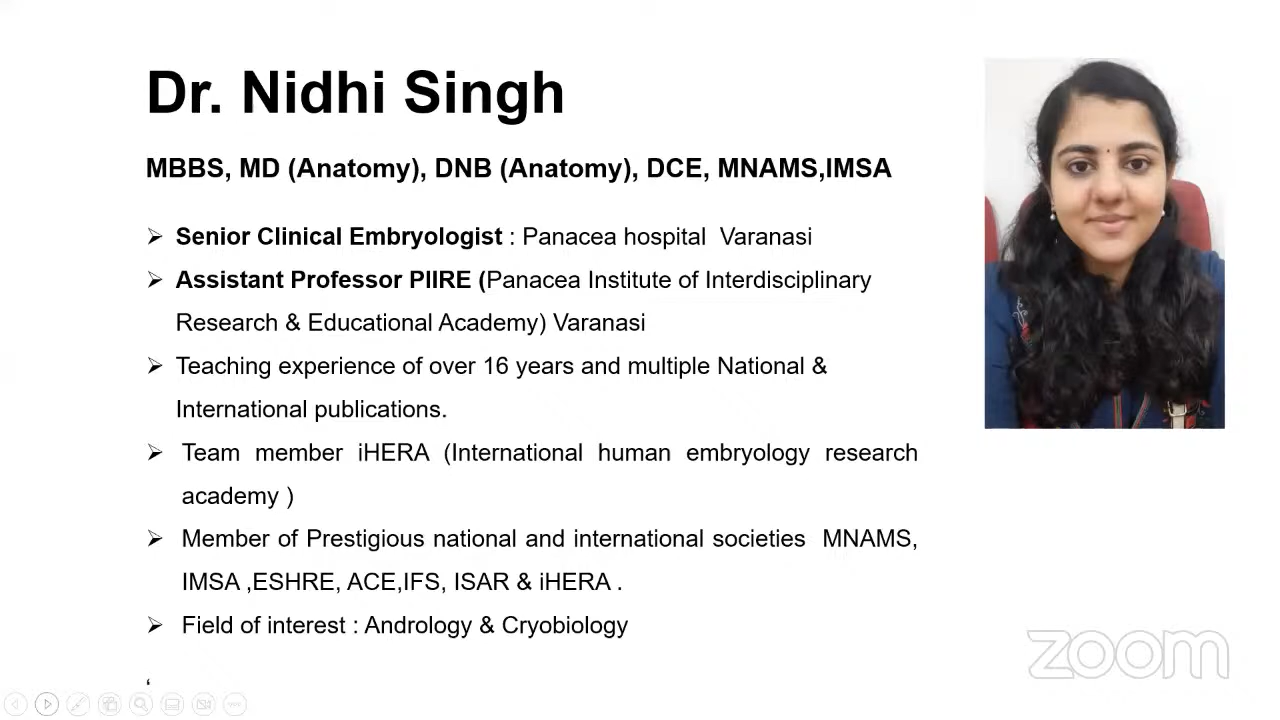 Dr. Nidhi Singh
MBBS, MD (Anatomy), DNB (Anatomy), DCE, MNAMS,IMSA
➢ Senior Clinical Embryologist : Panacea hospital  Varanasi
➢ Assistant Professor PIIRE (Panacea Institute of Interdisciplinary
Research & Educational Academy) Varanasi
➢ Teaching experience of over 16 years and multiple National &
International publications.
➢ Team member iHERA (International human embryology research
academy )
➢ Member of Prestigious national and international societies  MNAMS,
IMSA ,ESHRE, ACE,IFS, ISAR & iHERA .
➢ Field of interest : Andrology & Cryobiology
‘
zoom